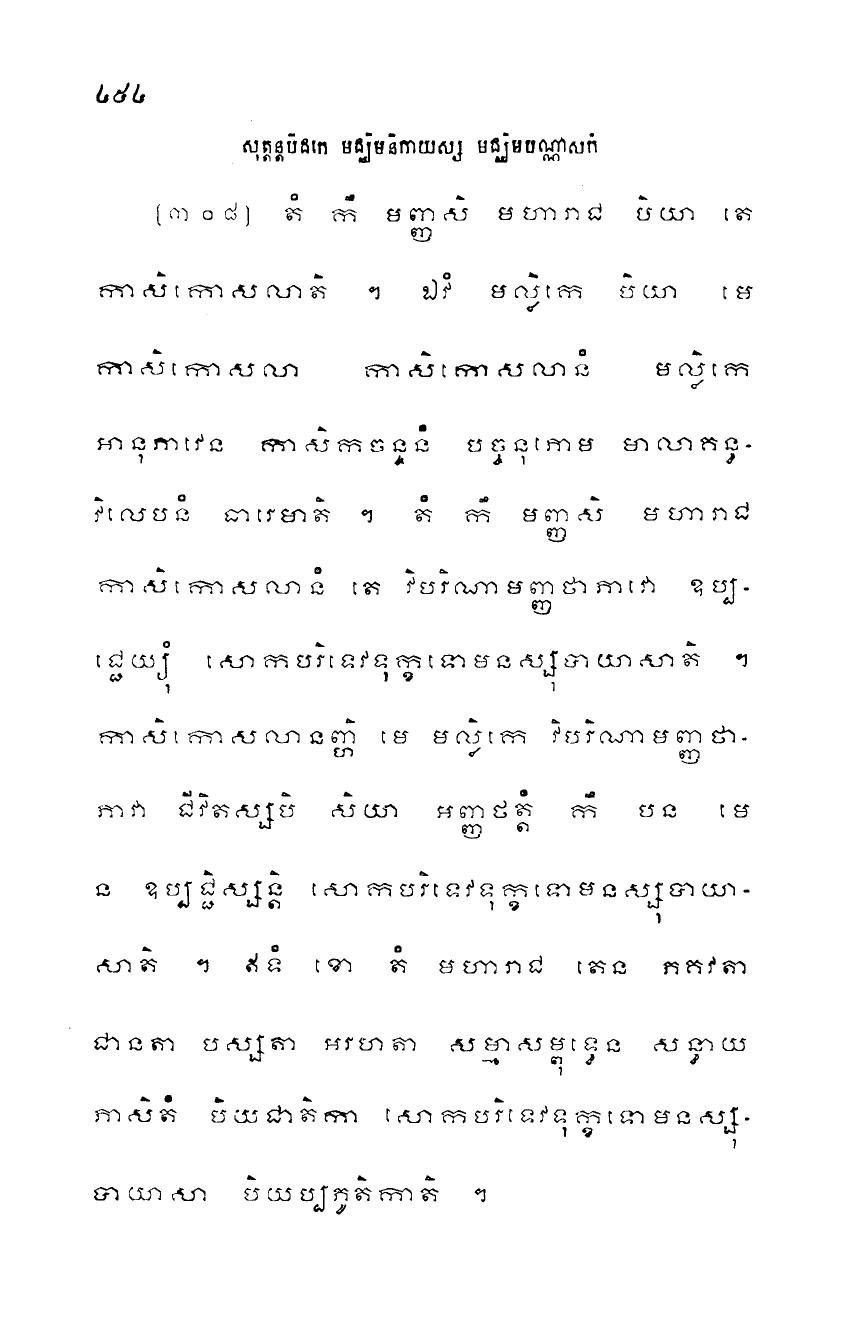 ៤៥៤
សុត្តន្តបិដកេ មជ្ឈិមនិកាយស្ស មជ្ឈិមបណ្ណាសកំ
[៣០៨] តំ កឹ មញ្ញសិ មហារាជ បិយា តេ
កាសិកោសលាតិ ។ ឯវំ មល្លិកេ បិយា មេ
កាសិកោសលា កាសិកោសលានំ មល្លិកេ
អានុភាវេន កាសិកចន្ទនំ បច្ចនុភោម មាលាគន្ធ-
វិលេបនំ ធារេមាតិ ។ តំ កឹ មញ្ញសិ មហារាជ
កាសិកោសលានំ តេ វិបរិណាមញ្ញថាភាវោ ឧប្ប-
ជ្ជេយ្យុំ សោកបរិទេវទុក្ខទោមនស្សុបាយាសាតិ ។
កាសិកោសលានញ្ហិ មេ មល្លិកេ វិបរិណាមញ្ញថា-
ភាវា ជីវិតស្សបិ សិយា អញ្ញថត្តំ កឹ បន មេ
ន ឧប្បជ្ជិស្សន្តិ សោកបរិទេវទុក្ខទោមនស្សុបាយា-
សាតិ ។ ឥទំ ខោ តំ មហារាជ តេន ភគវតា
ជានតា បស្សតា អរហតា សម្មាសម្ពុទ្ធេន សន្ធាយ
ភាសិតំ បិយជាតិកា សោកបរិទេវទុក្ខទោមនស្សុ-
បាយាសា បិយប្បភូតិកាតិ ។